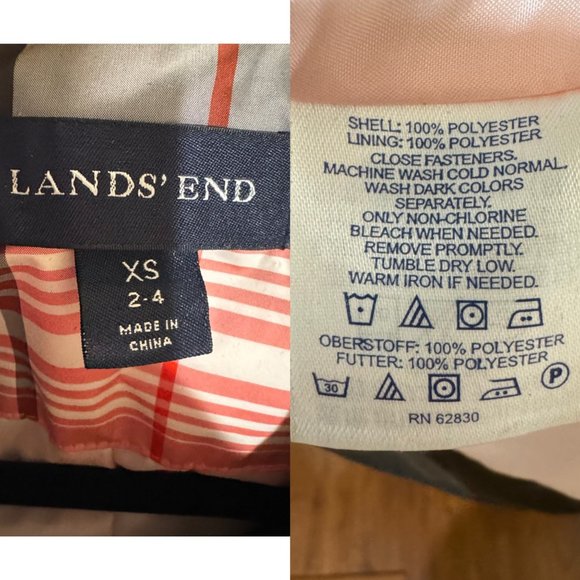 LANDS' END
XS
2-4
MADE IN
CHINA
SHELL: 100% POLYESTER
LINING: 100% POLYESTER
CLOSE FASTENERS.
MACHINE WASH COLD NORMAL.
WASH DARK COLORS
SEPARATELY.
ONLY NON-CHLORINE
BLEACH WHEN NEEDED.
REMOVE PROMPTLY.
TUMBLE DRY LOW.
WARM IRON IF NEEDED.
OBERSTOFF: 100% POLYESTER
FUTTER: 100% POLYESTER
30 P
RN 62830